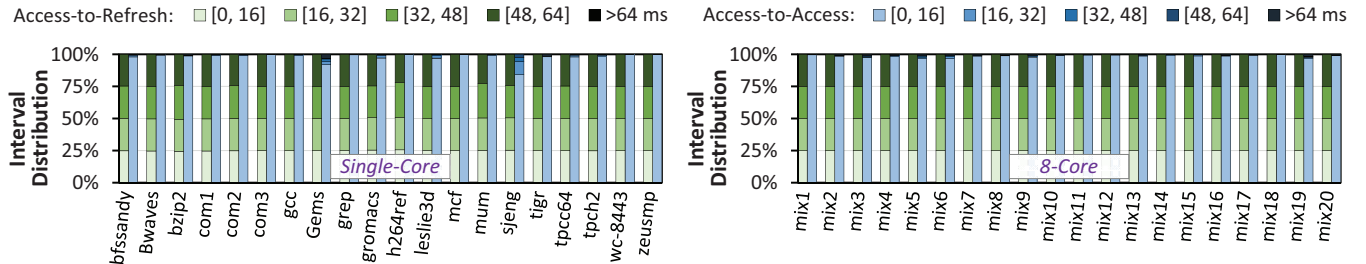 Access-to-Refresh: [0, 16] [16, 32] [32, 48] [48, 64] >64 ms
Access-to-Access: [0, 16] [16, 32] [32, 48] [48, 64] >64 ms
Interval
Distribution
100%
75%
50%
25%
0%
Single-Core
bfssandy
Bwaves
bzip2
com1
com2
com3
gcc
Gems
grep
gromacs
h264ref
leslie3d
mcf
mum
sjeng
tigr
tpcc64
tpch2
wc-8443
zeusmp
Interval
Distribution
100%
75%
50%
25%
0%
8-Core
mix1
mix2
mix3
mix4
mix5
mix6
mix7
mix8
mix9
mix10
mix11
mix12
mix13
mix14
mix15
mix16
mix17
mix18
mix19
mix20